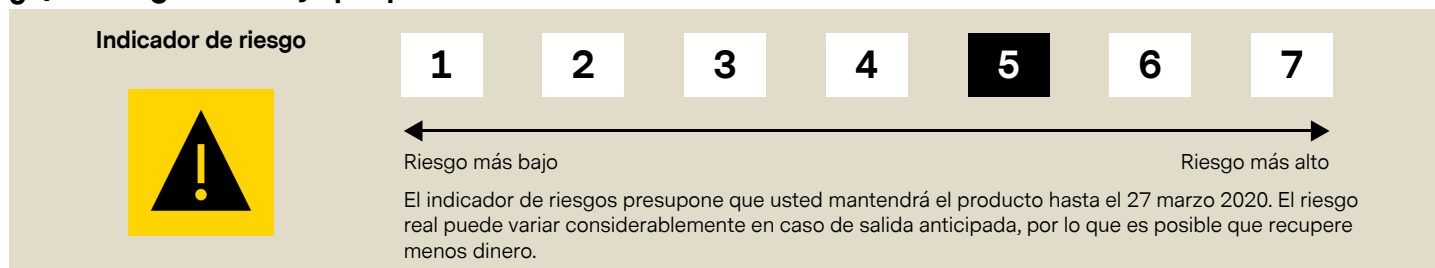 Indicador de riesgo
1 2 3 4 5 6 7
Riesgo más bajo Riesgo más alto
El indicador de riesgos presupone que usted mantendrá el producto hasta el 27 marzo 2020. El riesgo
real puede variar considerablemente en caso de salida anticipada, por lo que es posible que recupere
menos dinero.